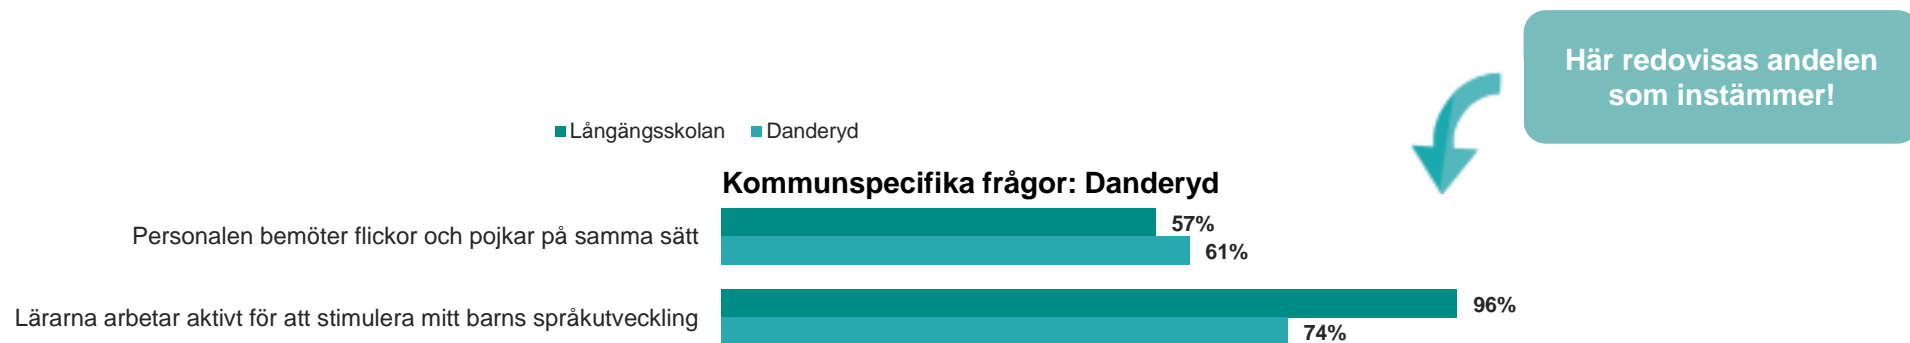 Här redovisas andelen
som instämmer!
Långängsskolan Danderyd
Kommunspecifika frågor: Danderyd
Personalen bemöter flickor och pojkar på samma sätt
57%
61%
Lärarna arbetar aktivt för att stimulera mitt barns språkutveckling
96%
74%